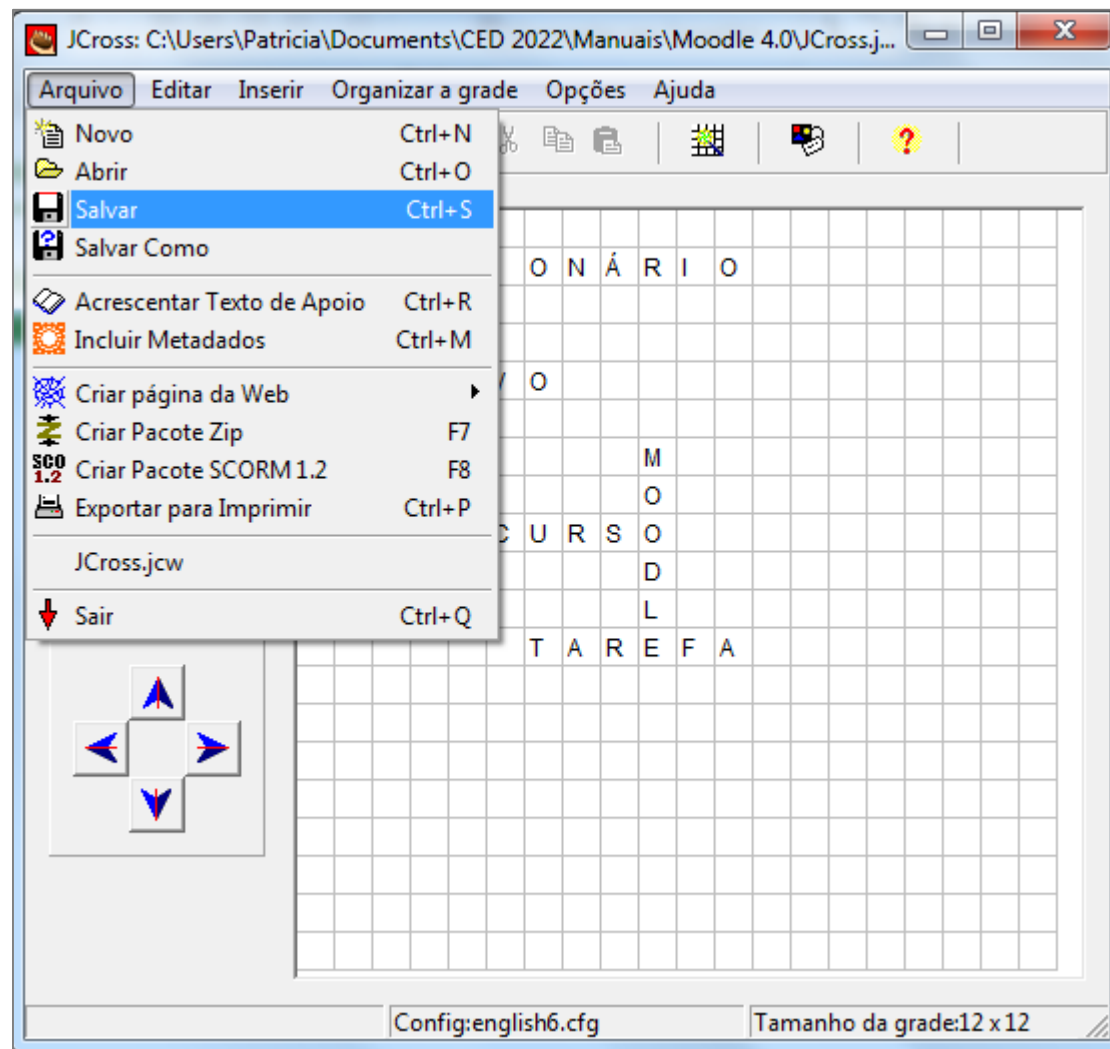 JCross: C:\Users\Patricia\Documents\CED 2022\Manuais\Moodle 4.0\JCross.j...
Arquivo Editar Inserir Organizar a grade Opções Ajuda
Novo Ctrl+N
Abrir Ctrl+O
Salvar Ctrl+S
Salvar Como
Acrescentar Texto de Apoio Ctrl+R
Incluir Metadados Ctrl+M
Criar página da Web
Criar Pacote Zip F7
SCO 1.2 Criar Pacote SCORM 1.2 F8
Exportar para Imprimir Ctrl+P
JCross.jcw
Sair Ctrl+Q
O N Á R I O
O
M
O
U R S O
D
L
T A R E F A
Config:english6.cfg Tamanho da grade:12 x 12